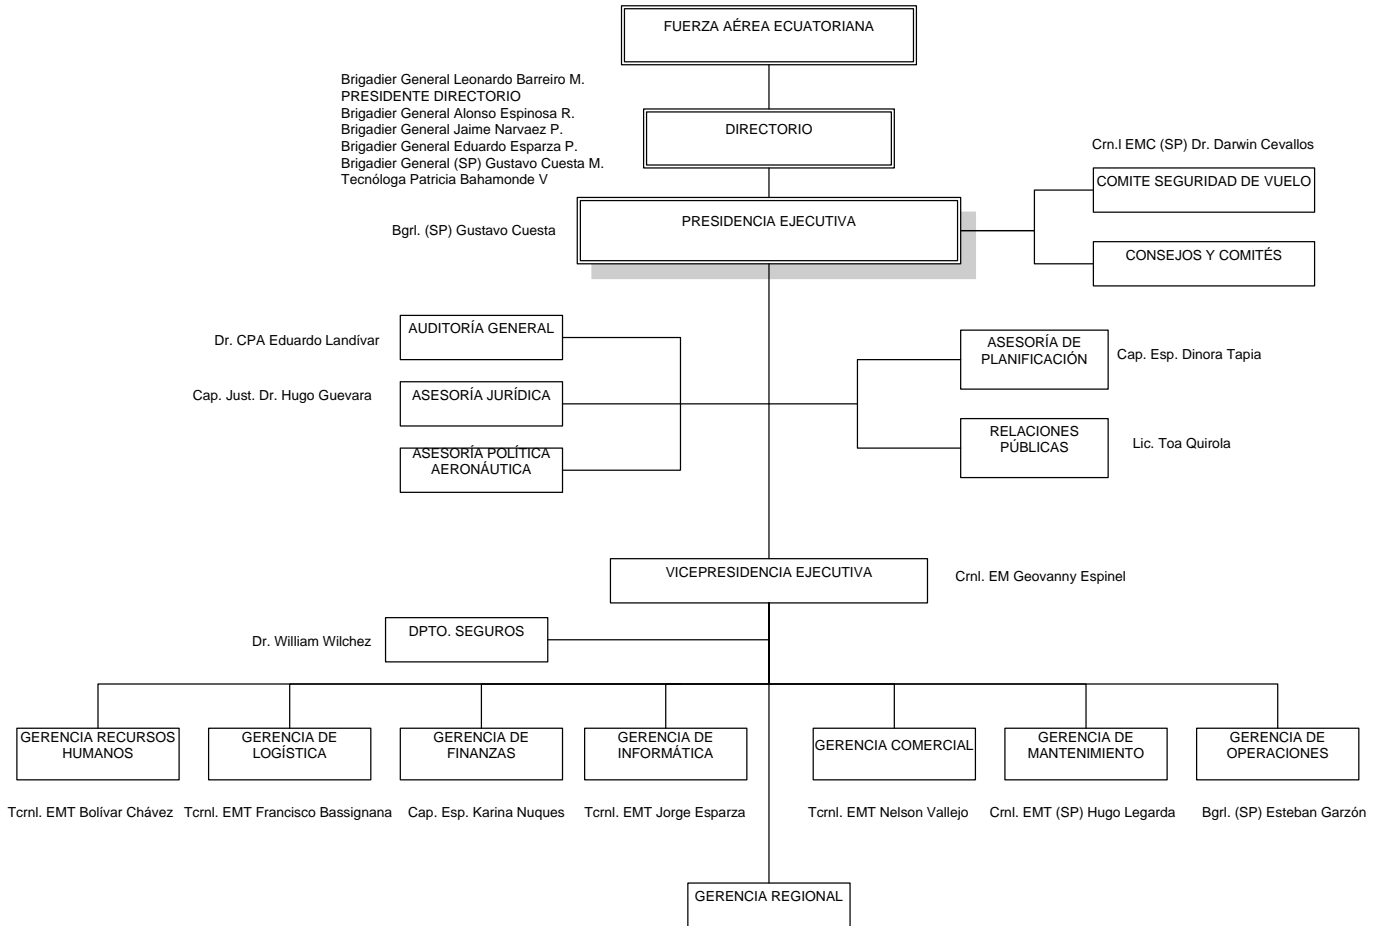 FUERZA AÉREA ECUATORIANA
Brigadier General Leonardo Barreiro M.
PRESIDENTE DIRECTORIO
Brigadier General Alonso Espinosa R.
Brigadier General Jaime Narvaez P.
Brigadier General Eduardo Esparza P.
Brigadier General (SP) Gustavo Cuesta M.
Tecnóloga Patricia Bahamonde V
DIRECTORIO
Crn.l EMC (SP) Dr. Darwin Cevallos
COMITE SEGURIDAD DE VUELO
Bgrl. (SP) Gustavo Cuesta
PRESIDENCIA EJECUTIVA
CONSEJOS Y COMITÉS
Dr. CPA Eduardo Landívar
AUDITORÍA GENERAL
ASESORÍA DE
PLANIFICACIÓN
Cap. Esp. Dinora Tapia
Cap. Just. Dr. Hugo Guevara
ASESORÍA JURÍDICA
RELACIONES
PÚBLICAS
Lic. Toa Quirola
ASESORÍA POLÍTICA
AERONÁUTICA
VICEPRESIDENCIA EJECUTIVA
Crnl. EM Geovanny Espinel
Dr. William Wilchez
DPTO. SEGUROS
GERENCIA RECURSOS
HUMANOS
GERENCIA DE
LOGÍSTICA
GERENCIA DE
FINANZAS
GERENCIA DE
INFORMÁTICA
GERENCIA COMERCIAL
GERENCIA DE
MANTENIMIENTO
GERENCIA DE
OPERACIONES
Tcrnl. EMT Bolívar Chávez
Tcrnl. EMT Francisco Bassignana
Cap. Esp. Karina Nuques
Tcrnl. EMT Jorge Esparza
Tcrnl. EMT Nelson Vallejo
Crnl. EMT (SP) Hugo Legarda
Bgrl. (SP) Esteban Garzón
GERENCIA REGIONAL